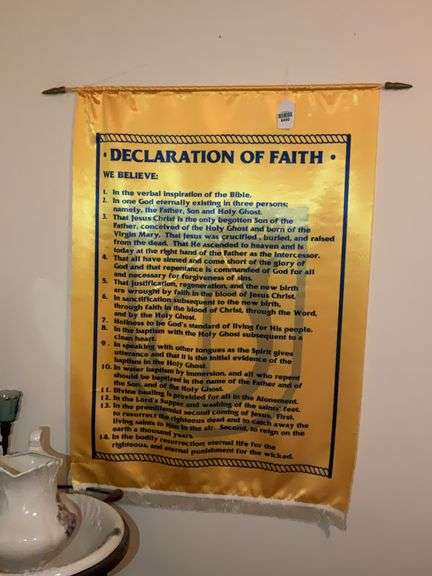 • DECLARATION OF FAITH •
WE BELIEVE:
1. In the verbal inspiration of the Bible.
2. In one God eternally existing in three persons;
namely, the Father, Son and Holy Ghost.
3. That Jesus Christ is the only begotten Son of the
Father, conceived of the Holy Ghost and born of the
Virgin Mary. That Jesus was crucified, buried, and raised
from the dead. That He ascended to heaven and is
today at the right hand of the Father as the Intercessor.
4. That all have sinned and come short of the glory of
God and that repentance is commanded of God for all
and necessary for forgiveness of sins.
5. That justification, regeneration, and the new birth
are wrought by faith in the blood of Jesus Christ.
6. In sanctification subsequent to the new birth,
through faith in the blood of Christ, through the Word,
and by the Holy Ghost.
7. Holiness to be God's standard of living for His people.
8. In the baptism with the Holy Ghost subsequent to a
clean heart.
9. In speaking with other tongues as the Spirit gives
utterance and that it is the initial evidence of the
baptism in the Holy Ghost.
10. In water baptism by immersion, and all who repent
should be baptized in the name of the Father and of
the Son, and of the Holy Ghost.
11. Divine healing is provided for all in the Atonement.
12. In the Lord's Supper and washing of the saints' feet.
13. In the premillennial second coming of Jesus. First,
to resurrect the righteous dead and to catch away the
living saints to Him in the air. Second, to reign on the
earth a thousand years.
14. In the bodily resurrection; eternal life for the
righteous, and eternal punishment for the wicked.